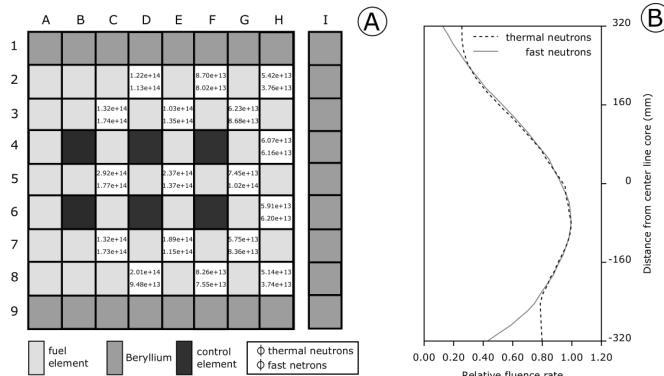 A B C D E F G H I
A
1
2
1.22e+14 8.70e+13 5.42e+13
1.13e+14 8.02e+13 3.76e+13
3
1.32e+14 1.03e+14 6.23e+13
1.74e+14 1.35e+14 8.68e+13
4
6.07e+13
6.16e+13
5
2.92e+14 2.37e+14 7.45e+13
1.77e+14 1.37e+14 1.02e+14
6
5.91e+13
6.20e+13
7
1.32e+14 1.89e+14 5.75e+13
1.73e+14 1.15e+14 8.36e+13
8
2.01e+14 8.26e+13 5.14e+13
9.48e+13 7.55e+13 3.74e+13
9
fuel
element
Beryllium
control
element
ϕ thermal neutrons
ϕ fast netrons
B
thermal neutrons
fast neutrons
320
160
0
-160
-320
Distance from center line core (mm)
0.00 0.20 0.40 0.60 0.80 1.00 1.20
Relative fluence rate